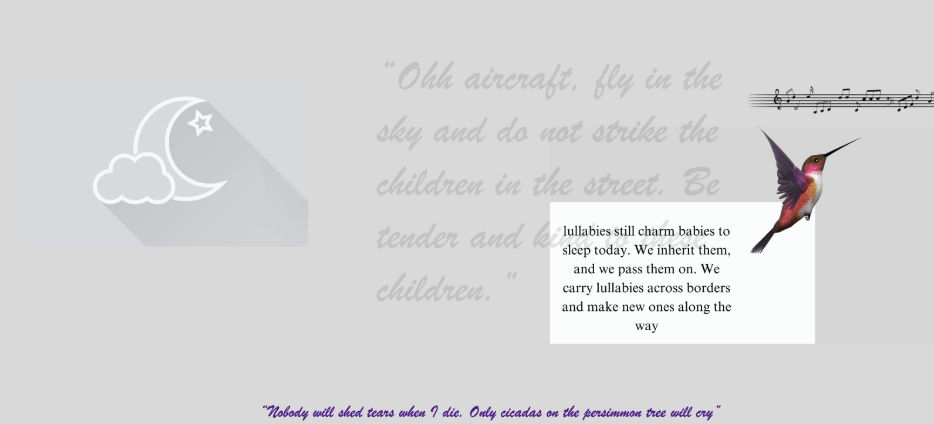 “Ohh aircraft, fly in the
sky and do not strike the
children in the street. Be
tender and kind to these
children. ”
lullabies still charm babies to
sleep today. We inherit them,
and we pass them on. We
carry lullabies across borders
and make new ones along the
way
“Nobody will shed tears when I die. Only cicadas on the persimmon tree will cry”